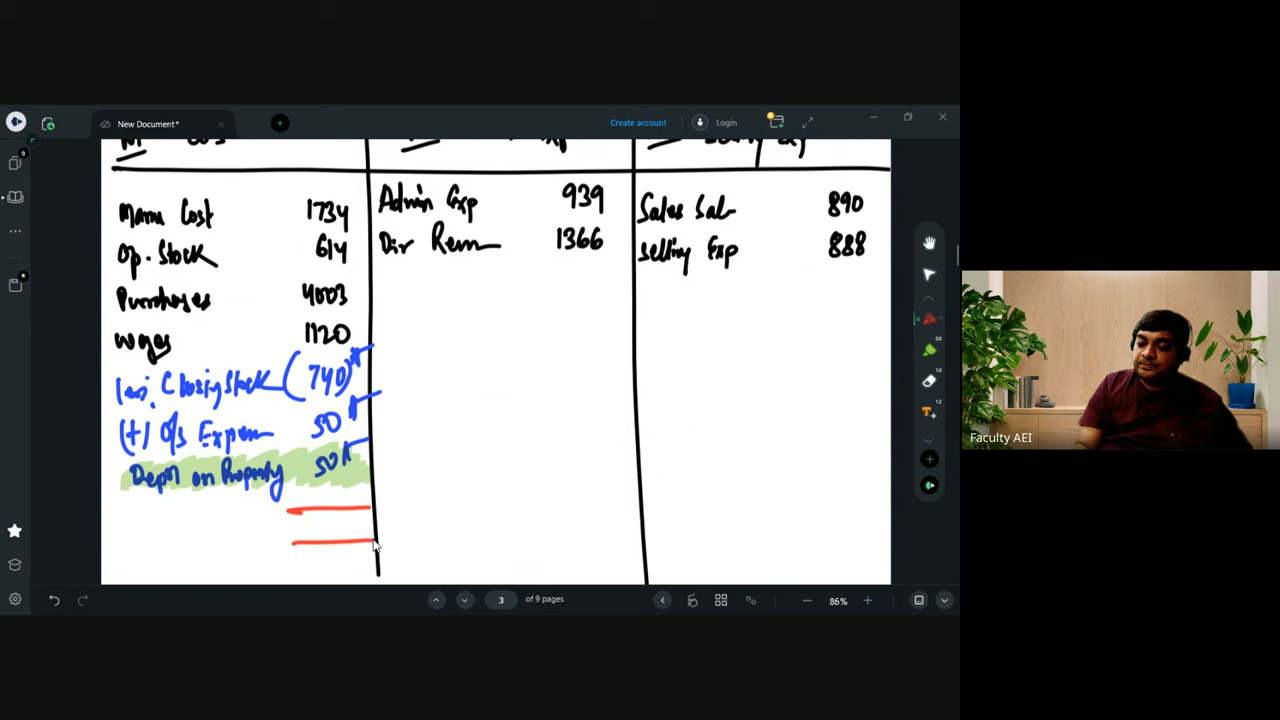 New Document*
Create account
Login
Manu Cost 1734
Op. Stock 614
Purchases 4003
Wages 1120
(less) Closing Stock (740)
(+) O/s Expen 50
Depn on Property 50
Admin Exp 939
Dir Rem 1366
Sales Sal 890
Selling Exp 888
Faculty AEI
3 of 9 pages
86%